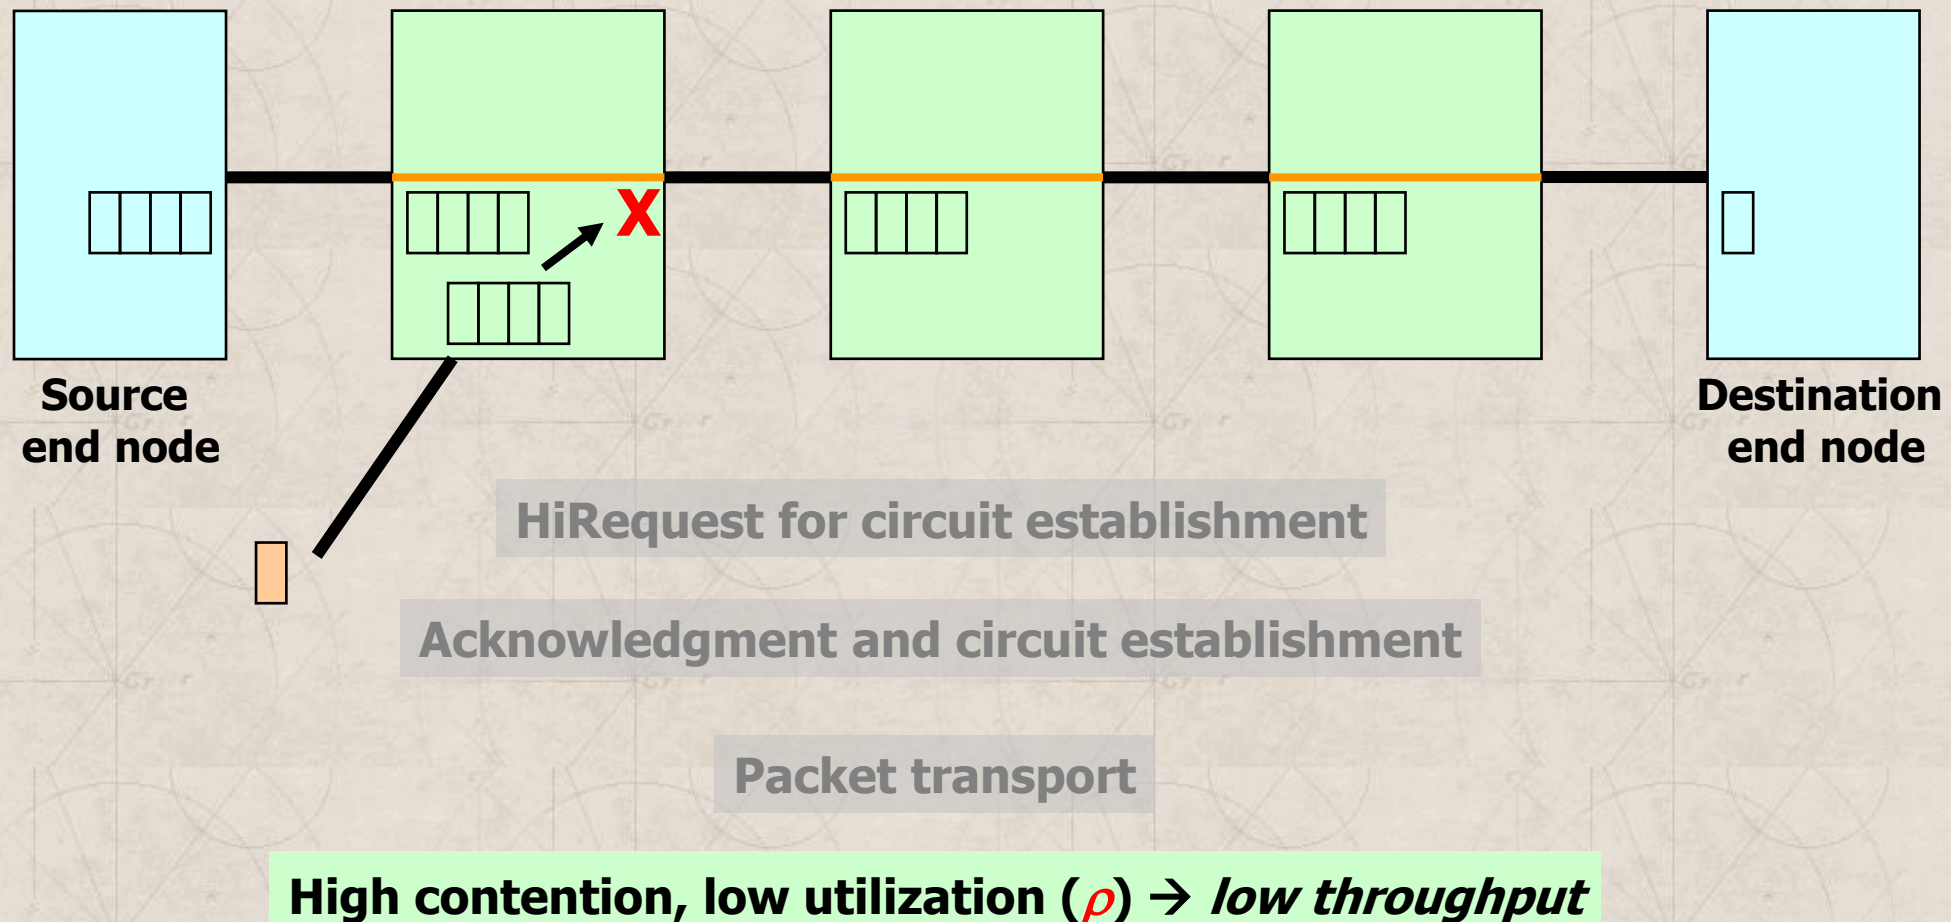 X
Source
end node
Destination
end node
HiRequest for circuit establishment
Acknowledgment and circuit establishment
Packet transport
High contention, low utilization (ρ) → low throughput